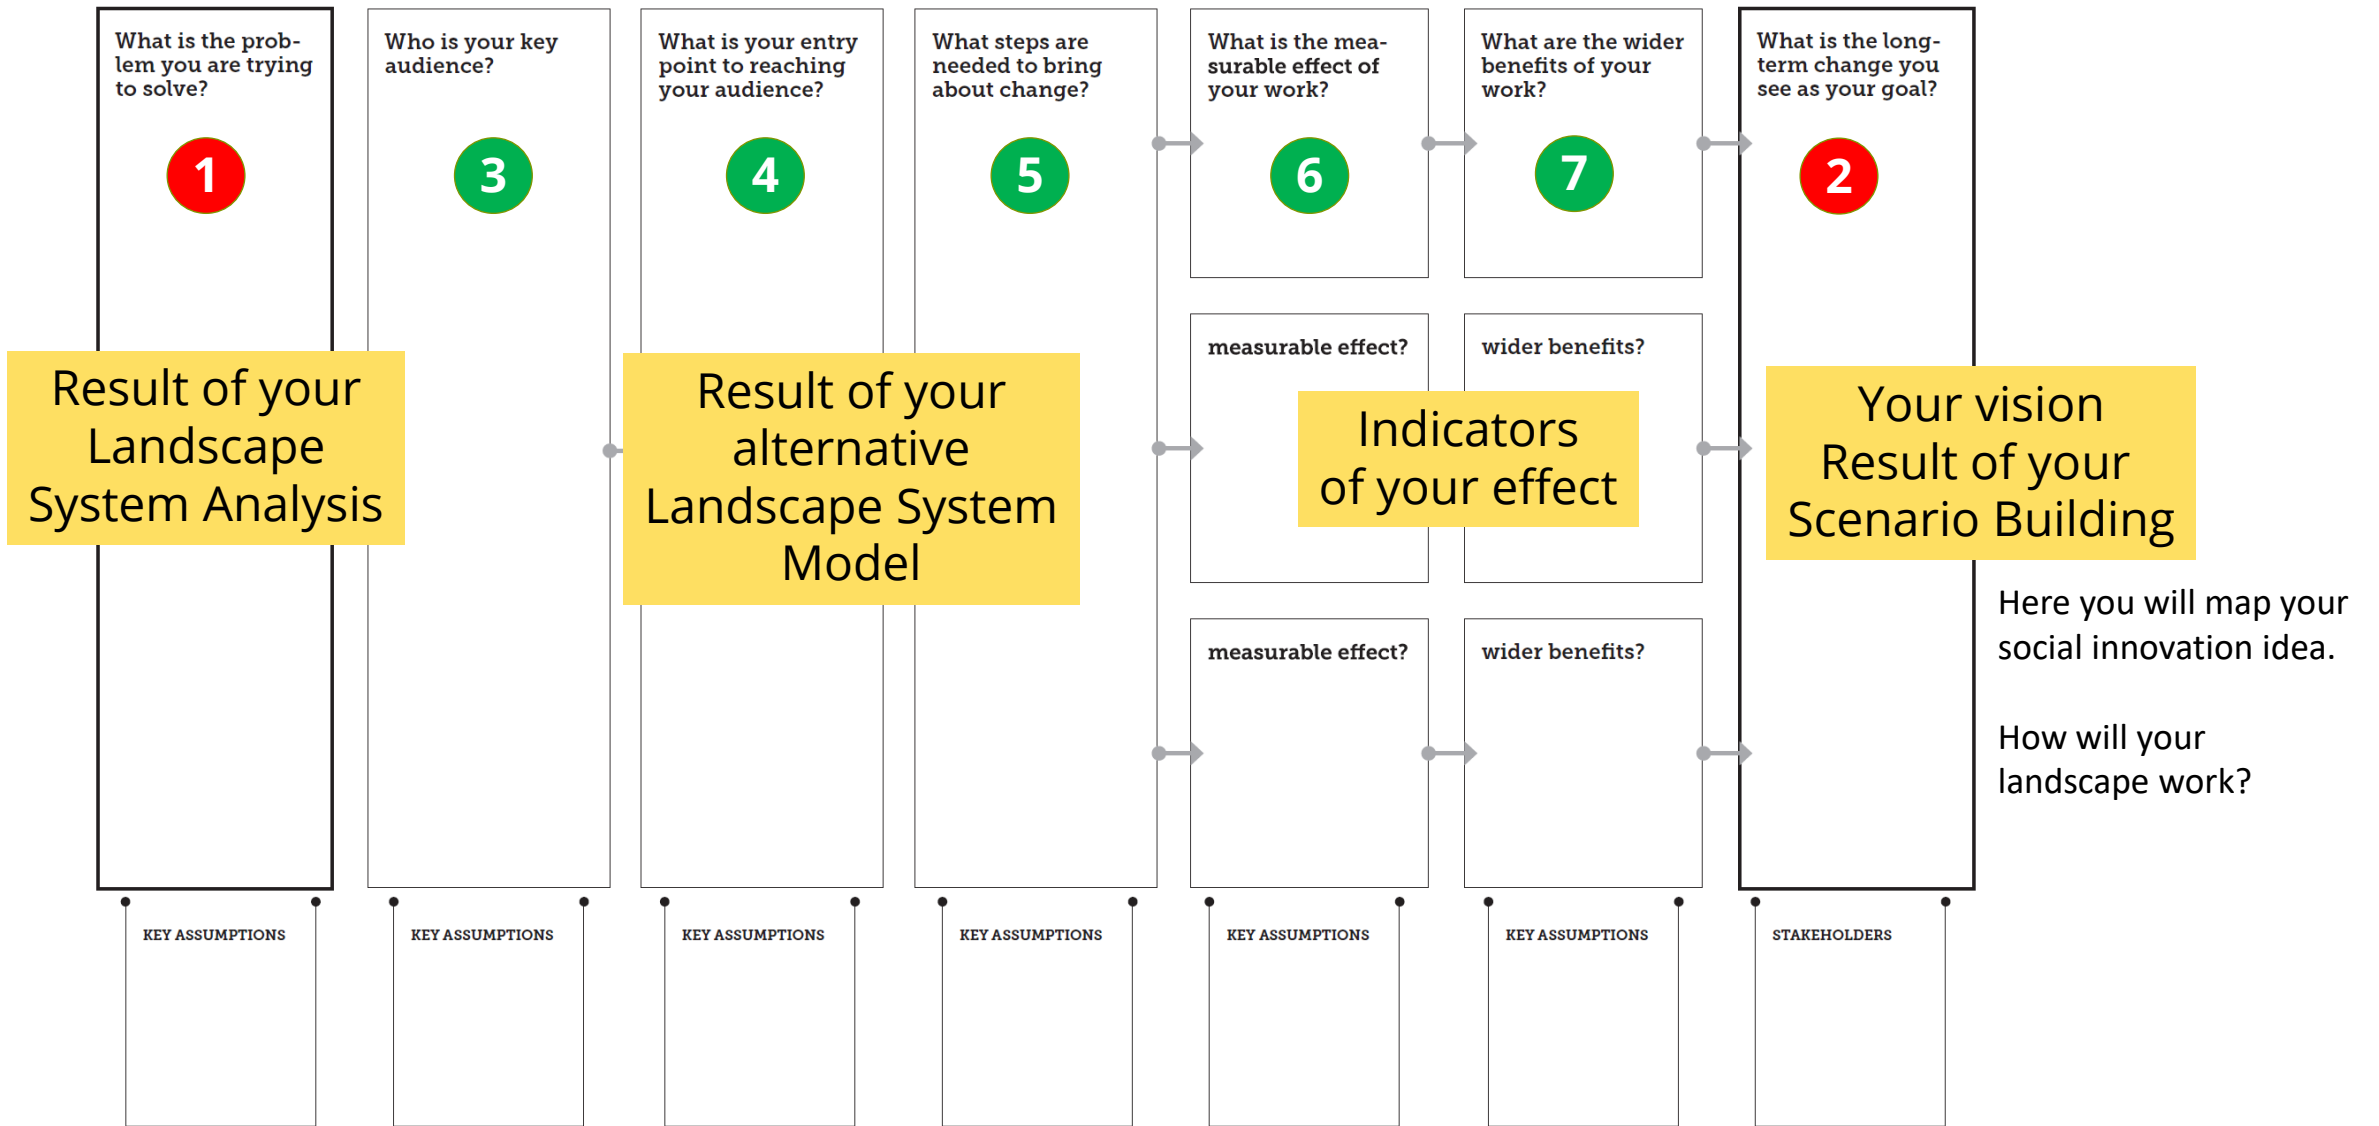 What is the prob-
lem you are trying
to solve?
1
Result of your
Landscape
System Analysis
KEY ASSUMPTIONS
Who is your key
audience?
3
KEY ASSUMPTIONS
What is your entry
point to reaching
your audience?
4
Result of your
alternative
Landscape System
Model
KEY ASSUMPTIONS
What steps are
needed to bring
about change?
5
KEY ASSUMPTIONS
What is the mea-
surable effect of
your work?
6
measurable effect?
Indicators
of your effect
measurable effect?
KEY ASSUMPTIONS
What are the wider
benefits of your
work?
7
wider benefits?
wider benefits?
KEY ASSUMPTIONS
What is the long-
term change you
see as your goal?
2
Your vision
Result of your
Scenario Building
STAKEHOLDERS
Here you will map your
social innovation idea.
How will your
landscape work?